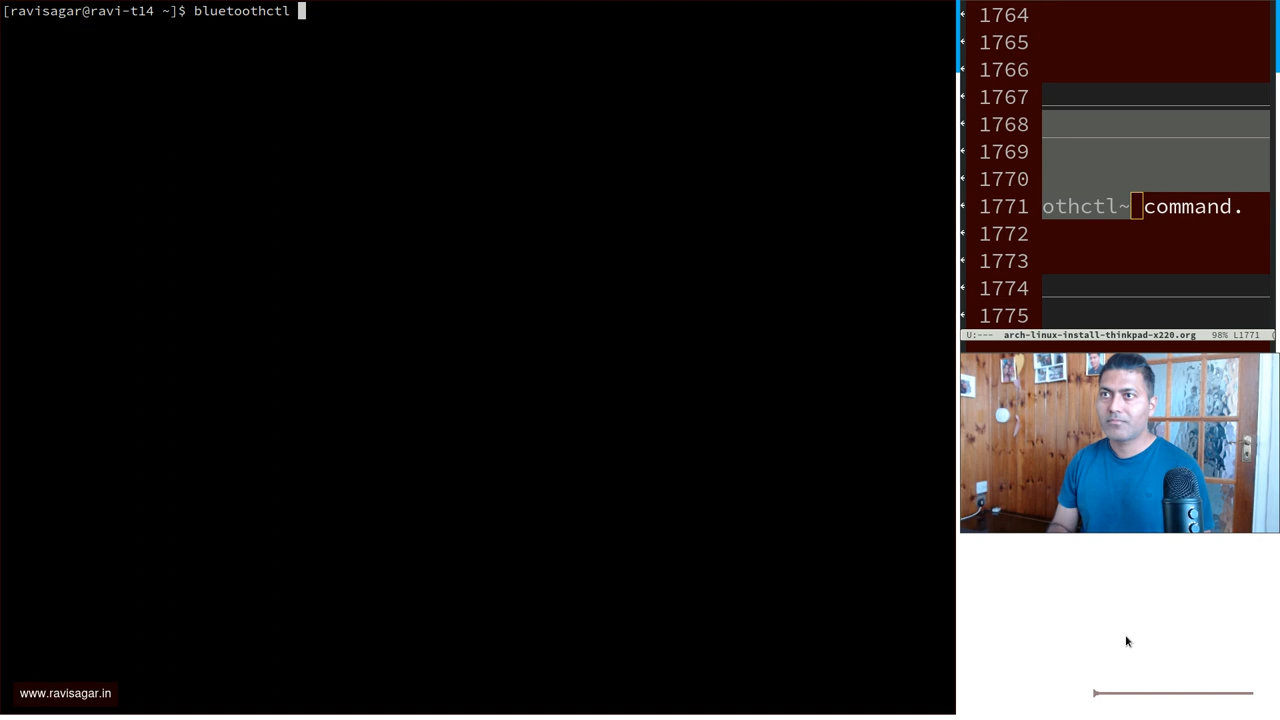 [ravisagar@ravi-t14 ~]$ bluetoothctl
1764
1765
1766
1767
1768
1769
1770
1771 othctl~ command.
1772
1773
1774
1775
U:--- arch-linux-install-thinkpad-x220.org 98% L1771 (
www.ravisagar.in